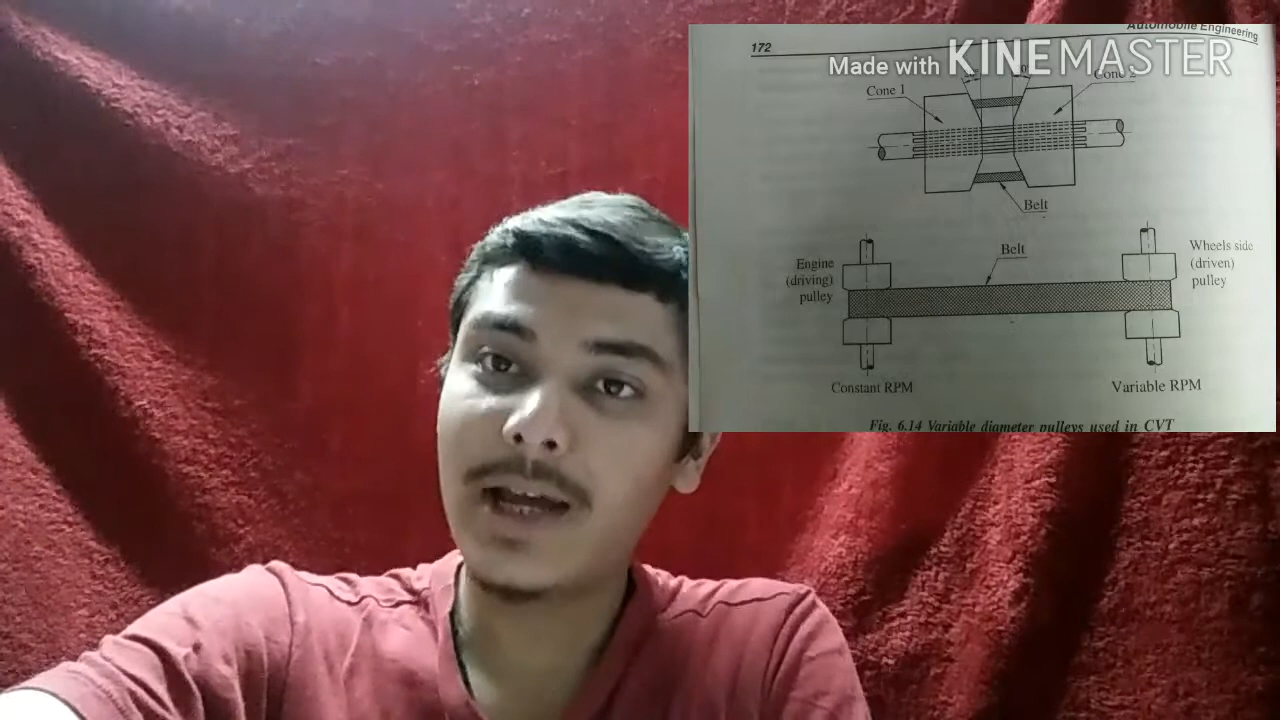 Automobile Engineering
172
Made with KINEMASTER
Cone 1
Cone 2
Belt
Belt
Engine
(driving)
pulley
Wheels side
(driven)
pulley
Constant RPM
Variable RPM
Fig. 6.14 Variable diameter pulleys used in CVT